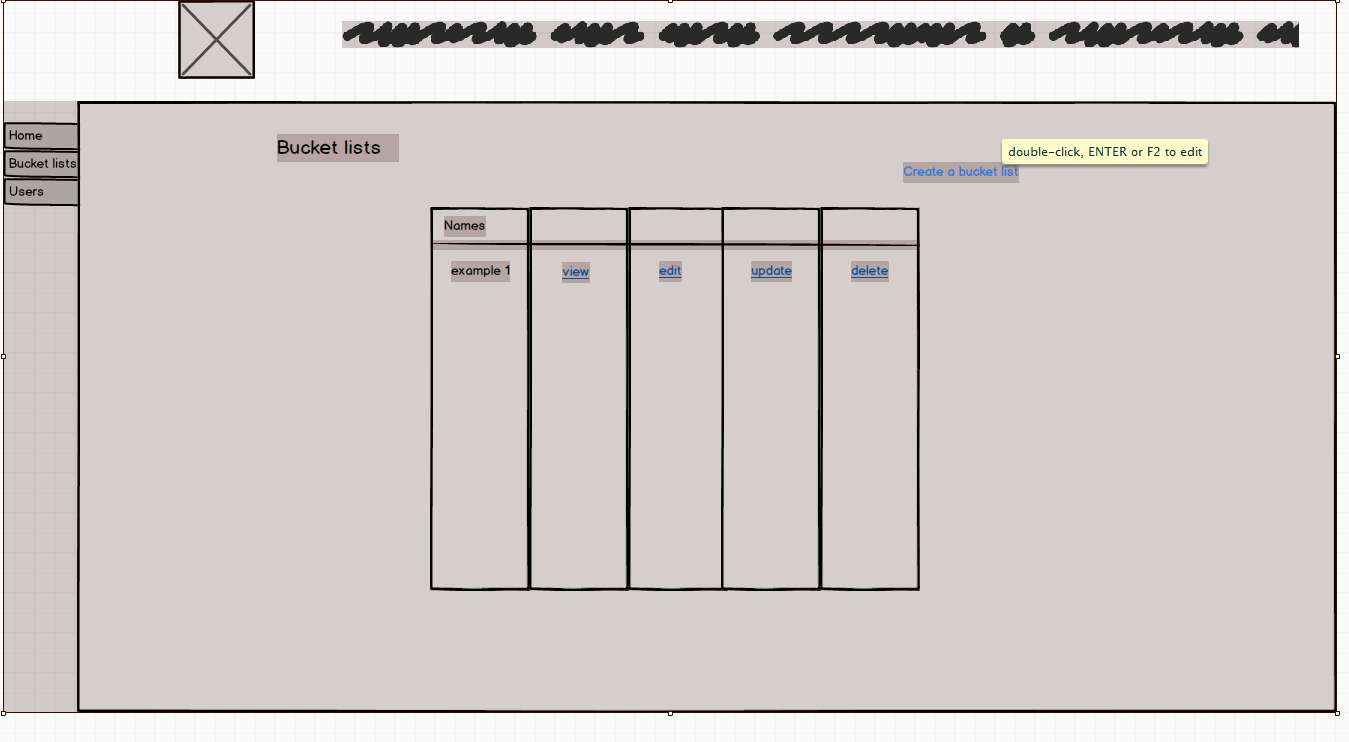 Home
Bucket lists
Users
Bucket lists
double-click, ENTER or F2 to edit
Create a bucket list
Names
example 1 view edit update delete